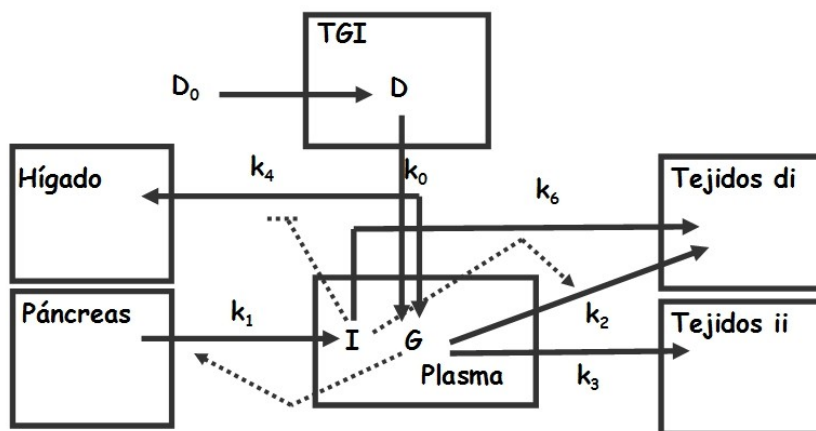 TGI
D₀
D
Hígado
k₄
k₀
k₆
Tejidos di
Páncreas
k₁
I
G
k₂
Tejidos ii
Plasma
k₃